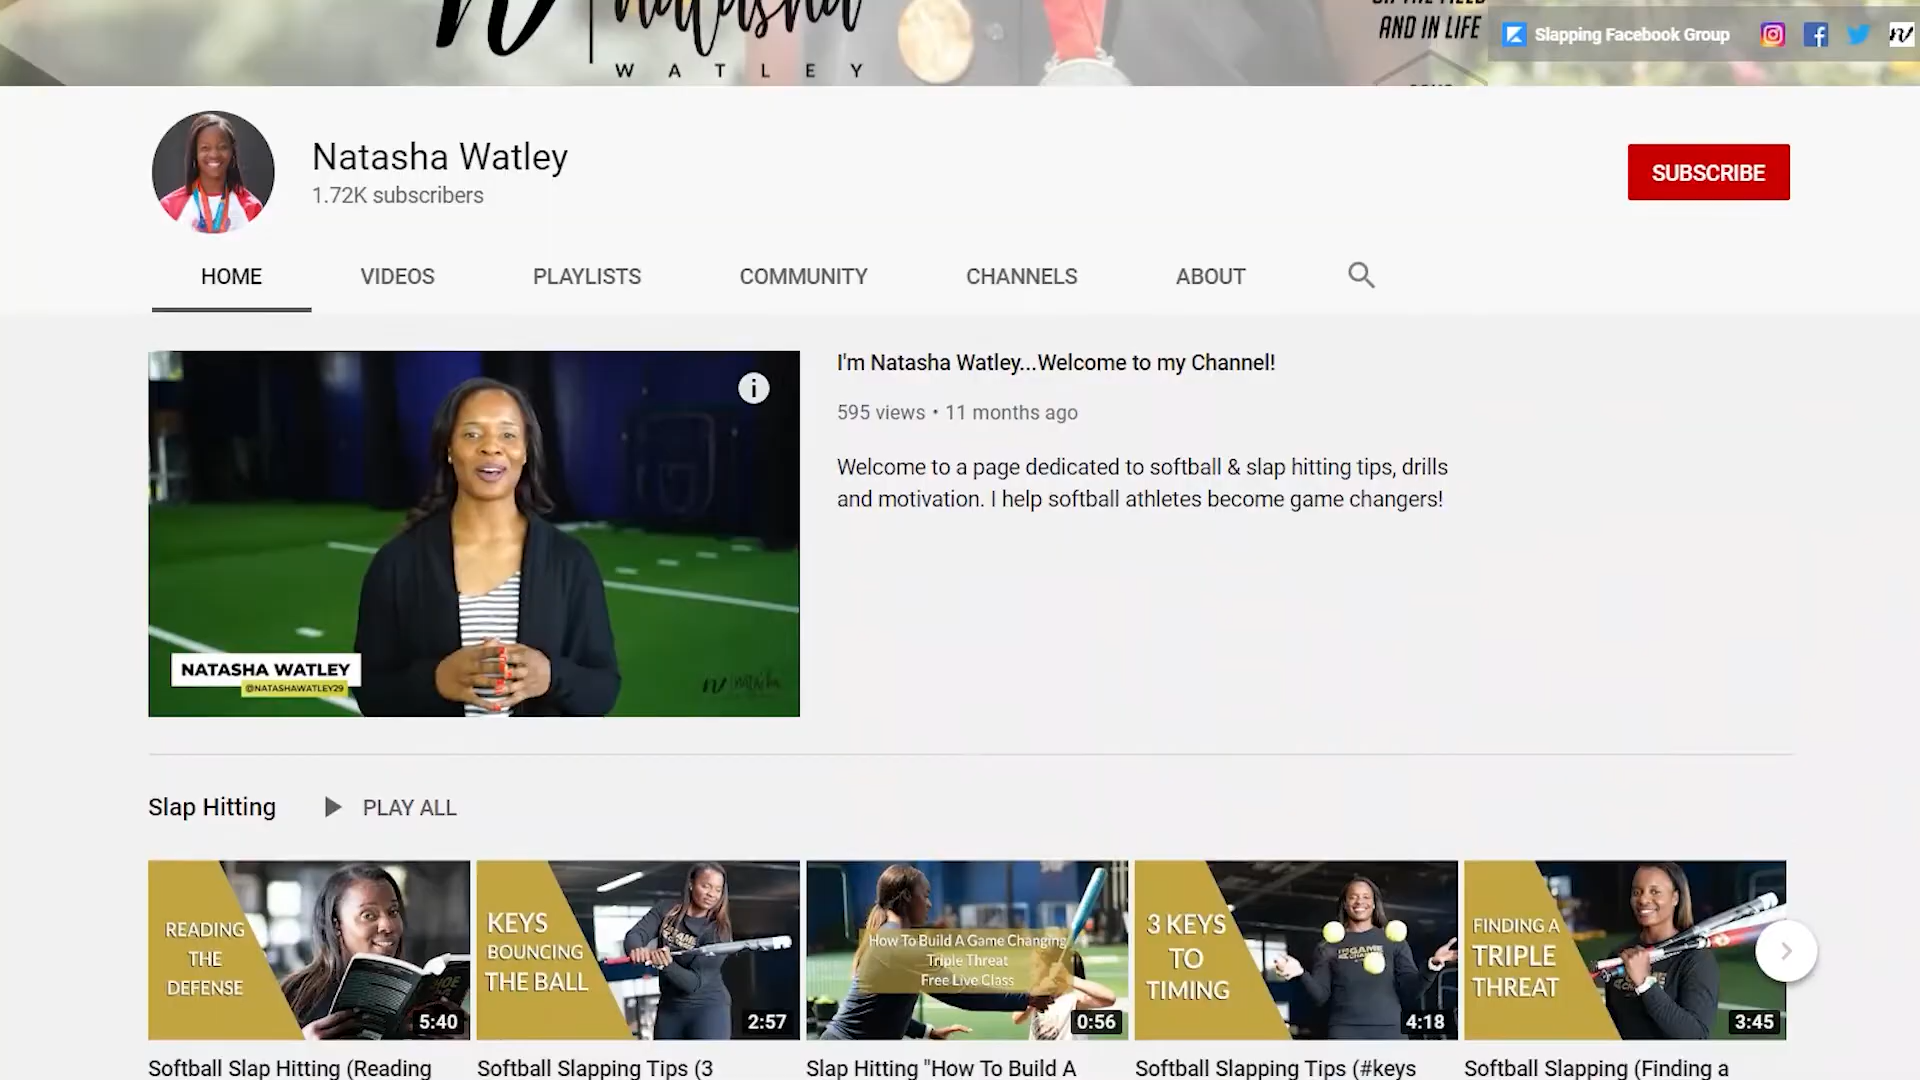 natasha
WATLEY
AND IN LIFE
Slapping Facebook Group
Natasha Watley
1.72K subscribers
SUBSCRIBE
HOME
VIDEOS
PLAYLISTS
COMMUNITY
CHANNELS
ABOUT
I'm Natasha Watley...Welcome to my Channel!
595 views • 11 months ago
Welcome to a page dedicated to softball & slap hitting tips, drills
and motivation. I help softball athletes become game changers!
NATASHA WATLEY
@NATASHAWATLEY29
Slap Hitting
PLAY ALL
READING
THE
DEFENSE
5:40
KEYS
BOUNCING
THE BALL
2:57
How To Build A Game Changing
Triple Threat
Free Live Class
0:56
3 KEYS
TO
TIMING
4:18
FINDING A
TRIPLE
THREAT
3:45
Softball Slap Hitting (Reading
Softball Slapping Tips (3
Slap Hitting "How To Build A
Softball Slapping Tips (#keys
Softball Slapping (Finding a